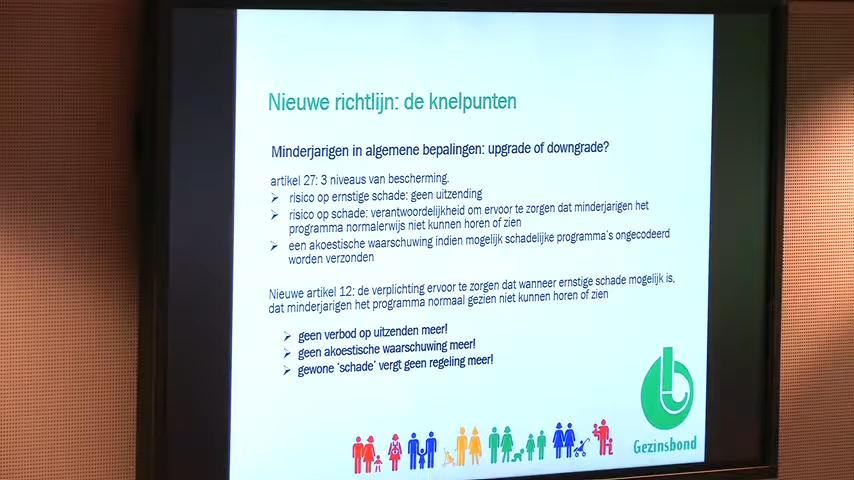 Nieuwe richtlijn: de knelpunten
Minderjarigen in algemene bepalingen: upgrade of downgrade?
artikel 27: 3 niveaus van bescherming.
➢ risico op ernstige schade: geen uitzending
➢ risico op schade: verantwoordelijkheid om ervoor te zorgen dat minderjarigen het
programma normalerwijs niet kunnen horen of zien
➢ een akoestische waarschuwing indien mogelijk schadelijke programma's ongecodeerd
worden verzonden
Nieuwe artikel 12: de verplichting ervoor te zorgen dat wanneer ernstige schade mogelijk is,
dat minderjarigen het programma normaal gezien niet kunnen horen of zien
➢ geen verbod op uitzenden meer!
➢ geen akoestische waarschuwing meer!
➢ gewone 'schade' vergt geen regeling meer!
Gezinsbond